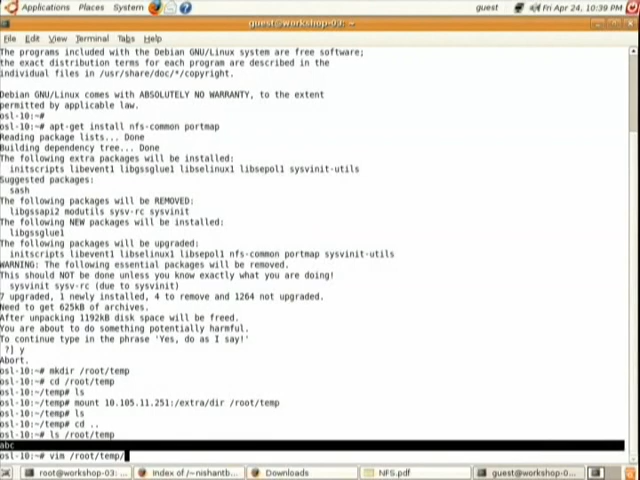 Applications Places System guest Fri Apr 24, 10:39 PM
guest@workshop-03: ~
File Edit View Terminal Tabs Help
The programs included with the Debian GNU/Linux system are free software;
the exact distribution terms for each program are described in the
individual files in /usr/share/doc/*/copyright.
Debian GNU/Linux comes with ABSOLUTELY NO WARRANTY, to the extent
permitted by applicable law.
osl-10:~#
osl-10:~# apt-get install nfs-common portmap
Reading package lists... Done
Building dependency tree... Done
The following extra packages will be installed:
initscripts libevent1 libgssglue1 libselinux1 libsepol1 sysvinit-utils
Suggested packages:
sash
The following packages will be REMOVED:
libgssapi2 modutils sysv-rc sysvinit
The following NEW packages will be installed:
libgssglue1
The following packages will be upgraded:
initscripts libevent1 libselinux1 libsepol1 nfs-common portmap sysvinit-utils
WARNING: The following essential packages will be removed.
This should NOT be done unless you know exactly what you are doing!
sysvinit sysv-rc (due to sysvinit)
7 upgraded, 1 newly installed, 4 to remove and 1264 not upgraded.
Need to get 625kB of archives.
After unpacking 1192kB disk space will be freed.
You are about to do something potentially harmful.
To continue type in the phrase 'Yes, do as I say!'
?] y
Abort.
osl-10:~# mkdir /root/temp
osl-10:~# cd /root/temp
osl-10:~/temp# ls
osl-10:~/temp# mount 10.105.11.251:/extra/dir /root/temp
osl-10:~/temp# ls
osl-10:~/temp# cd ..
osl-10:~# ls /root/temp
abc
osl-10:~# vim /root/temp/
root@workshop-03: ... Index of /~nishantb... Downloads NFS.pdf guest@workshop-0...